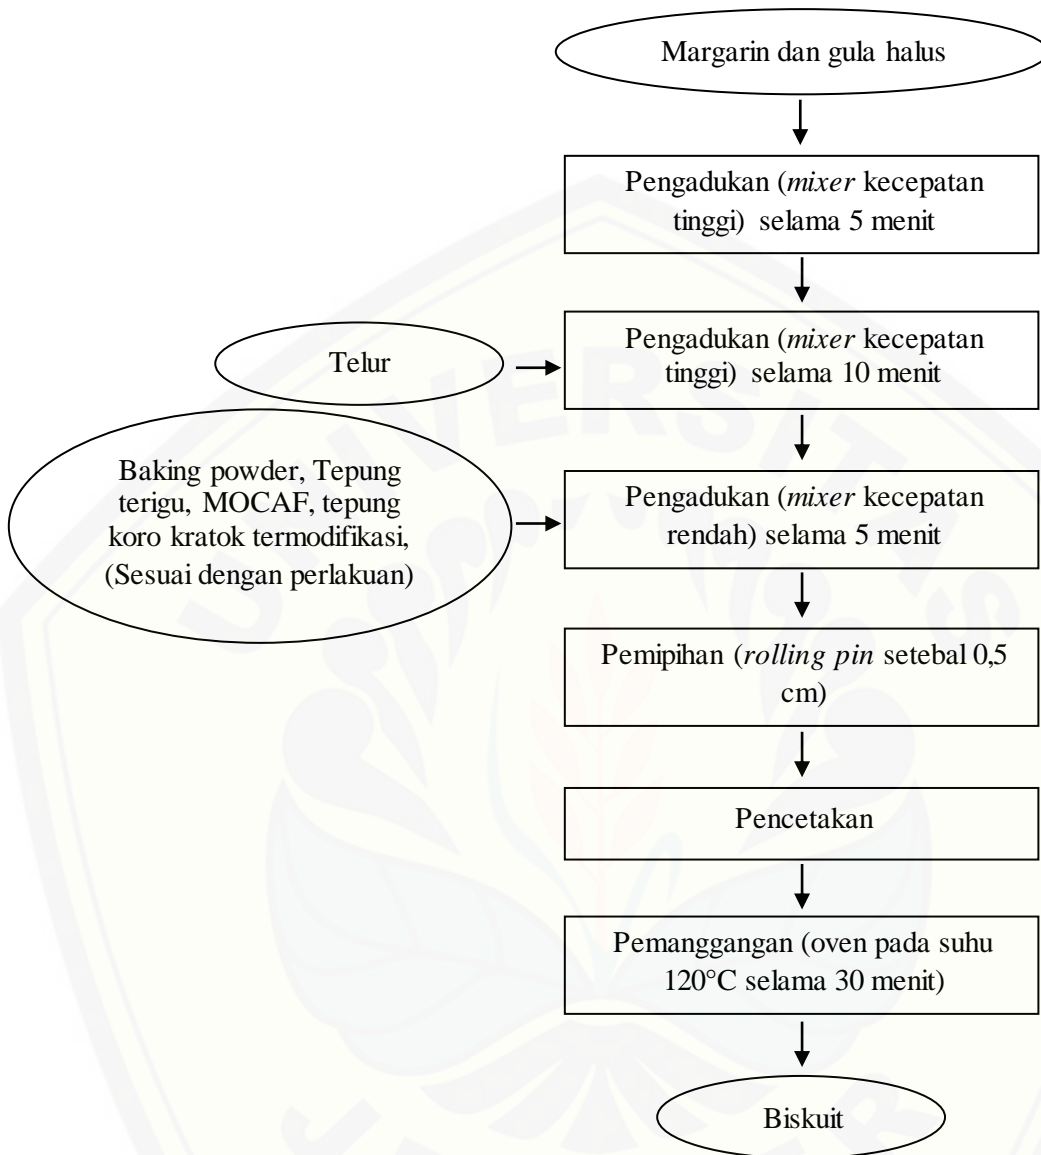 Margarin dan gula halus
Pengadukan (mixer kecepatan
tinggi) selama 5 menit
Telur
Pengadukan (mixer kecepatan
tinggi) selama 10 menit
Baking powder, Tepung
terigu, MOCAF, tepung
koro kratok termodifikasi,
(Sesuai dengan perlakuan)
Pengadukan (mixer kecepatan
rendah) selama 5 menit
Pemipihan (rolling pin setebal 0,5
cm)
Pencetakan
Pemanggangan (oven pada suhu
120°C selama 30 menit)
Biskuit
UNIVERSITAS